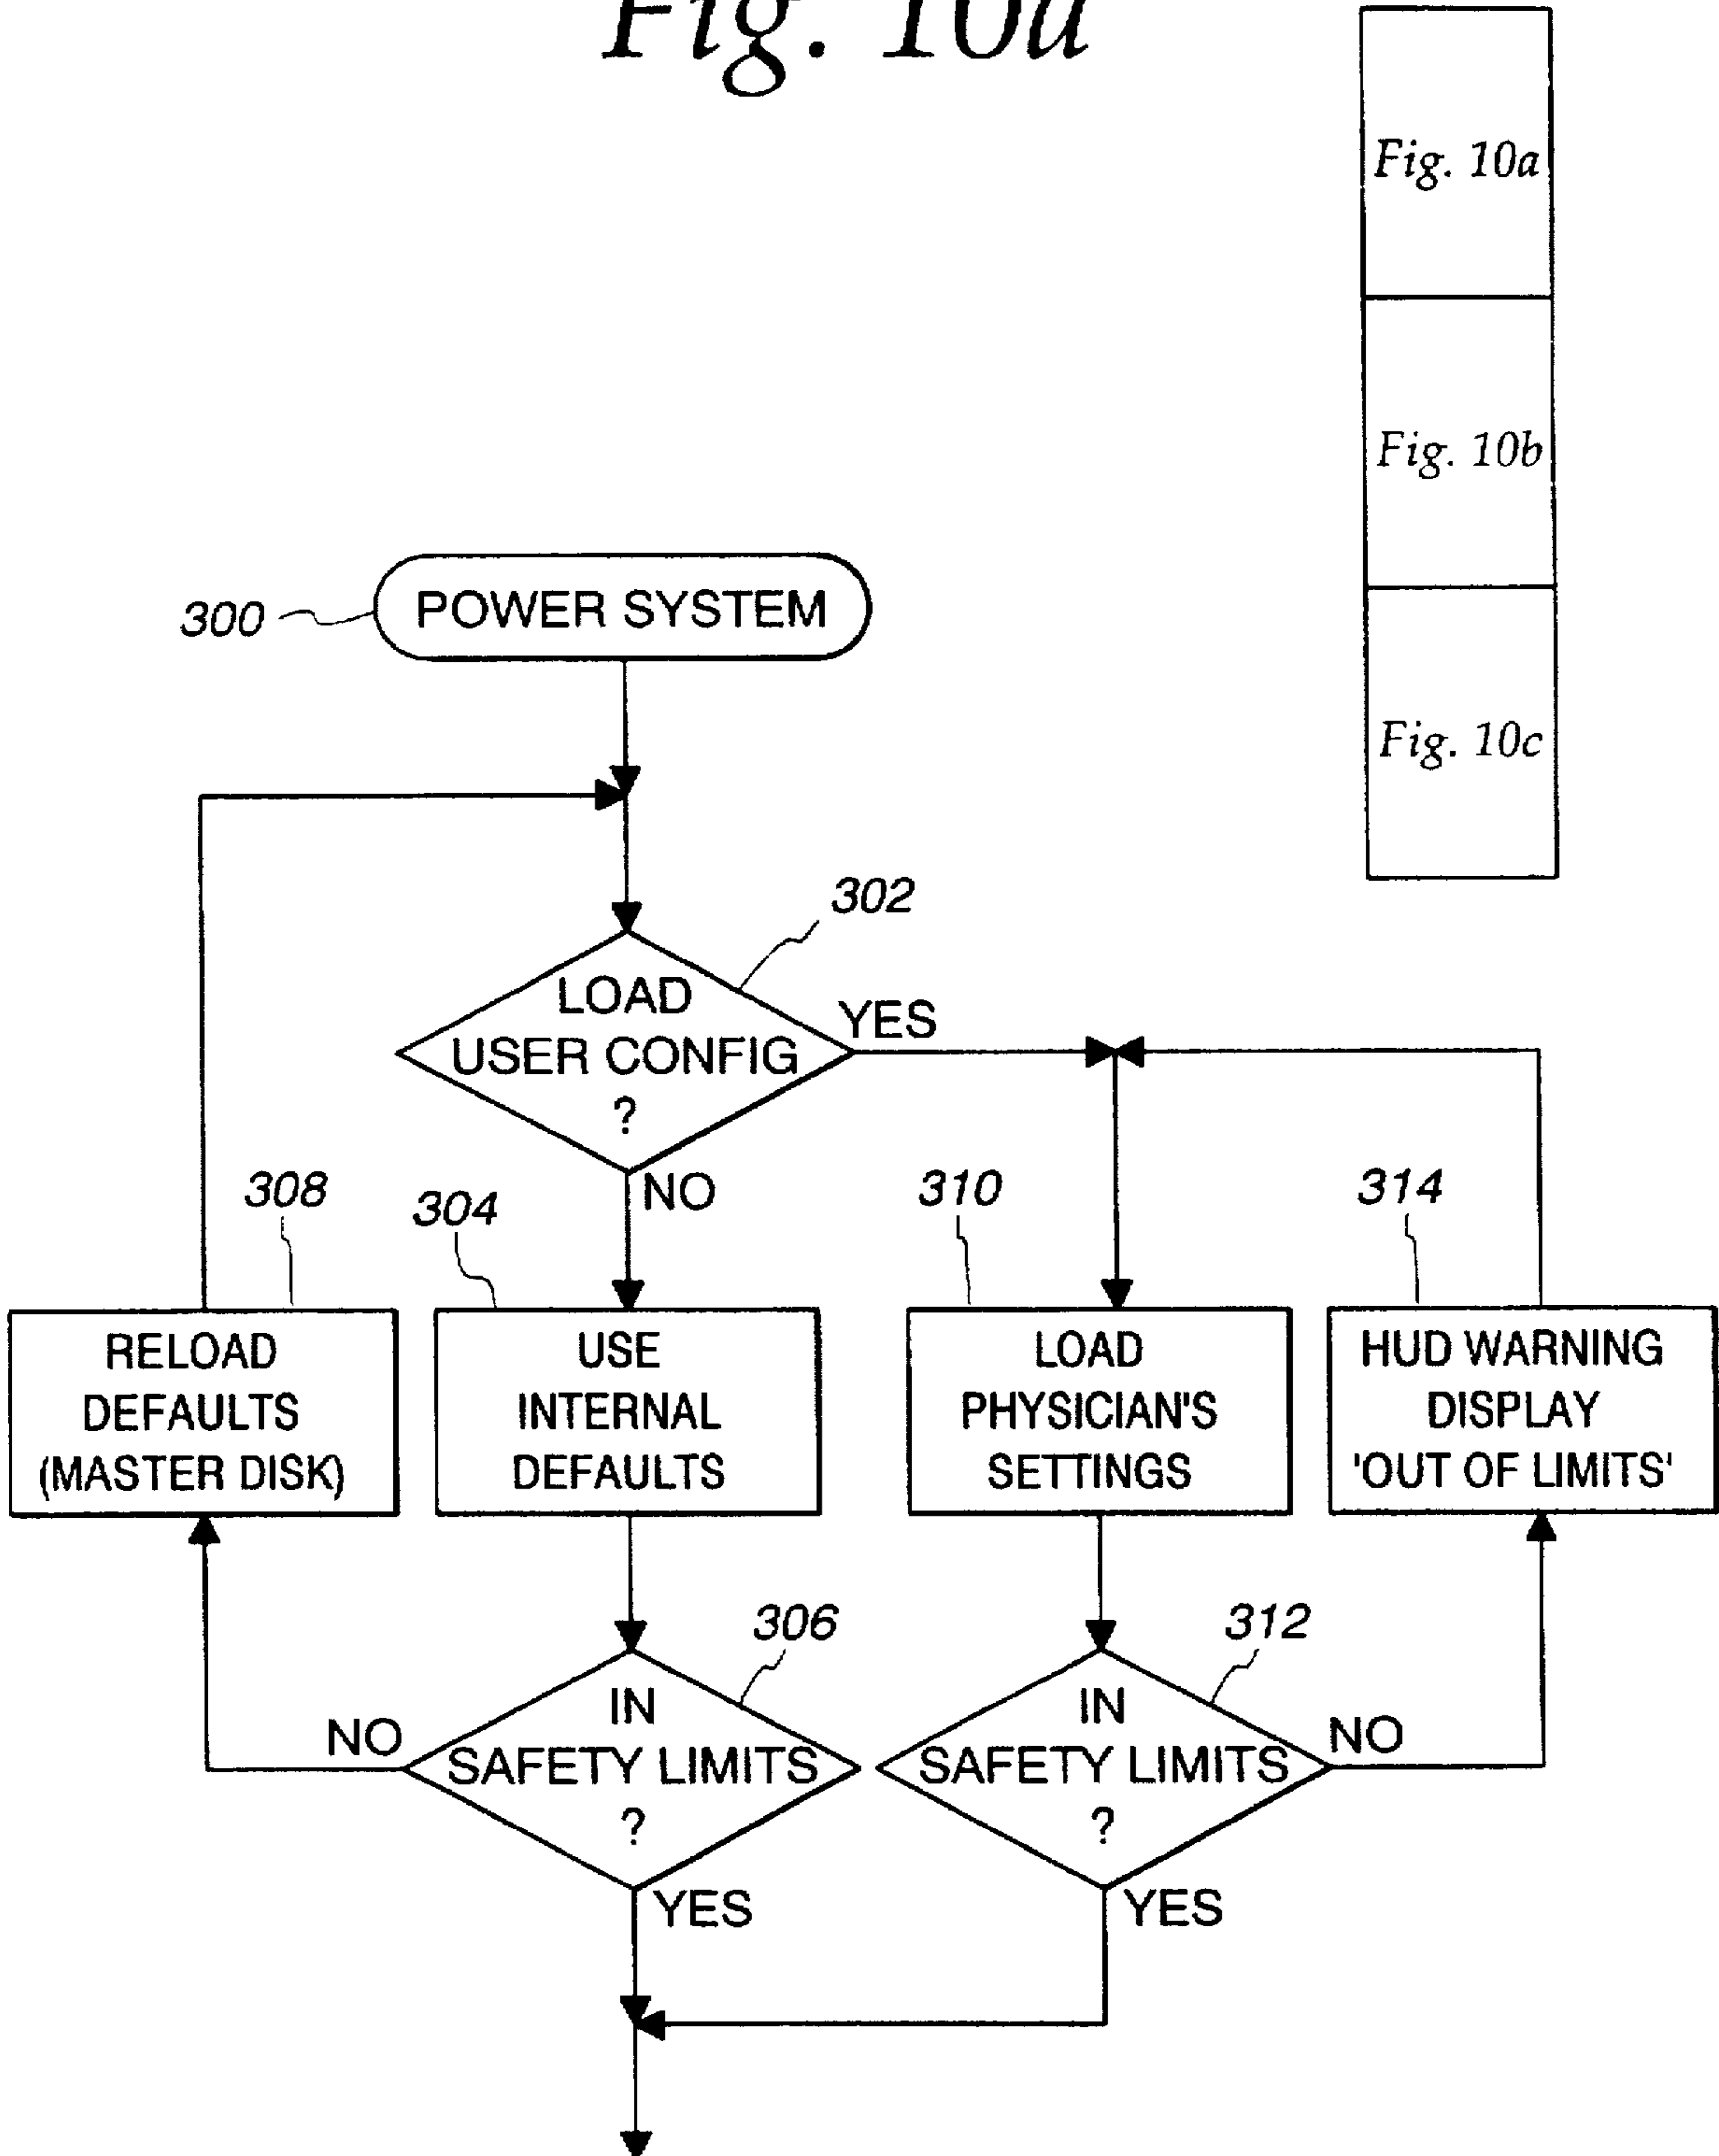 Fig. 10a
Fig. 10a
Fig. 10b
Fig. 10c
300
POWER SYSTEM
302
LOAD
USER CONFIG
?
YES
NO
308
304
310
314
RELOAD
DEFAULTS
(MASTER DISK)
USE
INTERNAL
DEFAULTS
LOAD
PHYSICIAN'S
SETTINGS
HUD WARNING
DISPLAY
'OUT OF LIMITS'
306
312
NO
IN
SAFETY LIMITS
?
YES
IN
SAFETY LIMITS
?
NO
YES